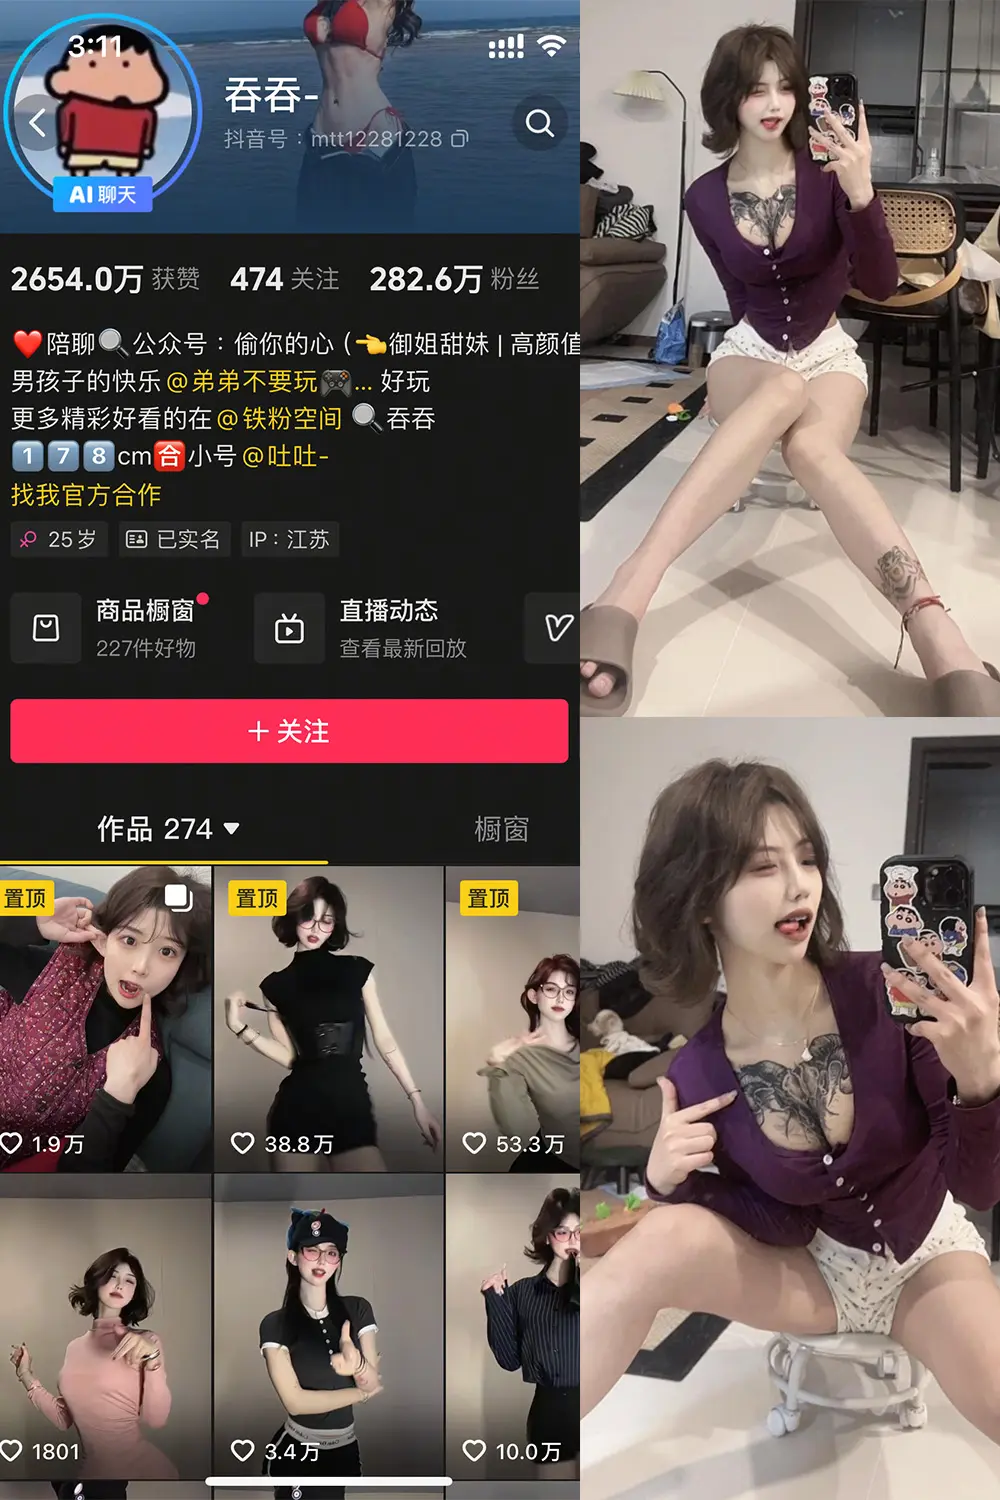 3:11
吞吞-
抖音号：mtt12281228
AI 聊天
2654.0万 获赞 474 关注 282.6万 粉丝
❤️陪聊🔍公众号：偷你的心（👉御姐甜妹 | 高颜值
男孩子的快乐 @弟弟不要玩🎮... 好玩
更多精彩好看的在 @铁粉空间 🔍吞吞
1️⃣7️⃣8️⃣cm🈴小号 @吐吐-
找我官方合作
25岁 已实名 IP：江苏
商品橱窗 直播动态
227件好物 查看最新回放
＋关注
作品 274 橱窗
置顶 置顶 置顶
1.9万 38.8万 53.3万
1801 3.4万 10.0万